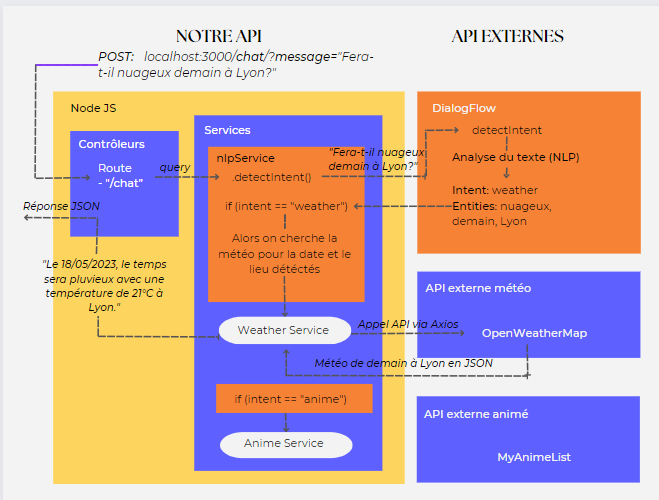 NOTRE API
API EXTERNES
POST: localhost:3000/chat/?message="Fera-
t-il nuageux demain à Lyon?"
Node JS
Contrôleurs
Route
- "/chat"
query
Services
nlpService
.detectIntent()
if (intent == "weather")
Alors on cherche la
météo pour la date et le
lieu détéctés
"Fera-t-il nuageux
demain à Lyon?"
DialogFlow
detectIntent
Analyse du texte (NLP)
Intent: weather
Entities: nuageux,
demain, Lyon
Réponse JSON
"Le 18/05/2023, le temps
sera pluvieux avec une
température de 21°C à
Lyon."
Weather Service
Appel API via Axios
API externe météo
OpenWeatherMap
Météo de demain à Lyon en JSON
if (intent == "anime")
Anime Service
API externe animé
MyAnimeList